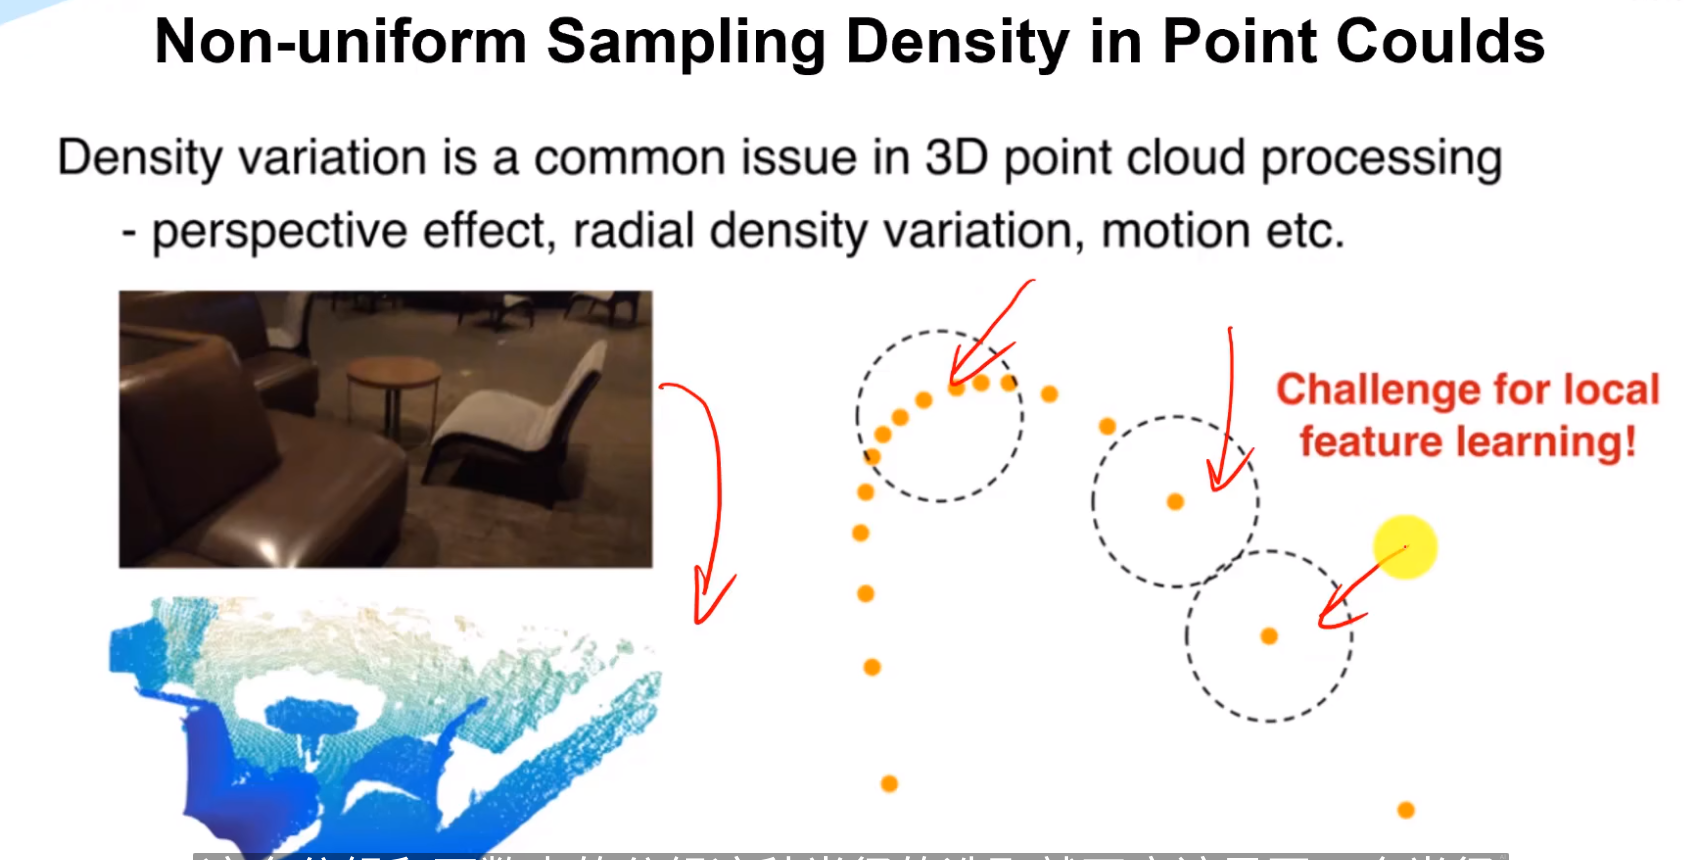 Non-uniform Sampling Density in Point Coulds
Density variation is a common issue in 3D point cloud processing
- perspective effect, radial density variation, motion etc.
Challenge for local
feature learning!